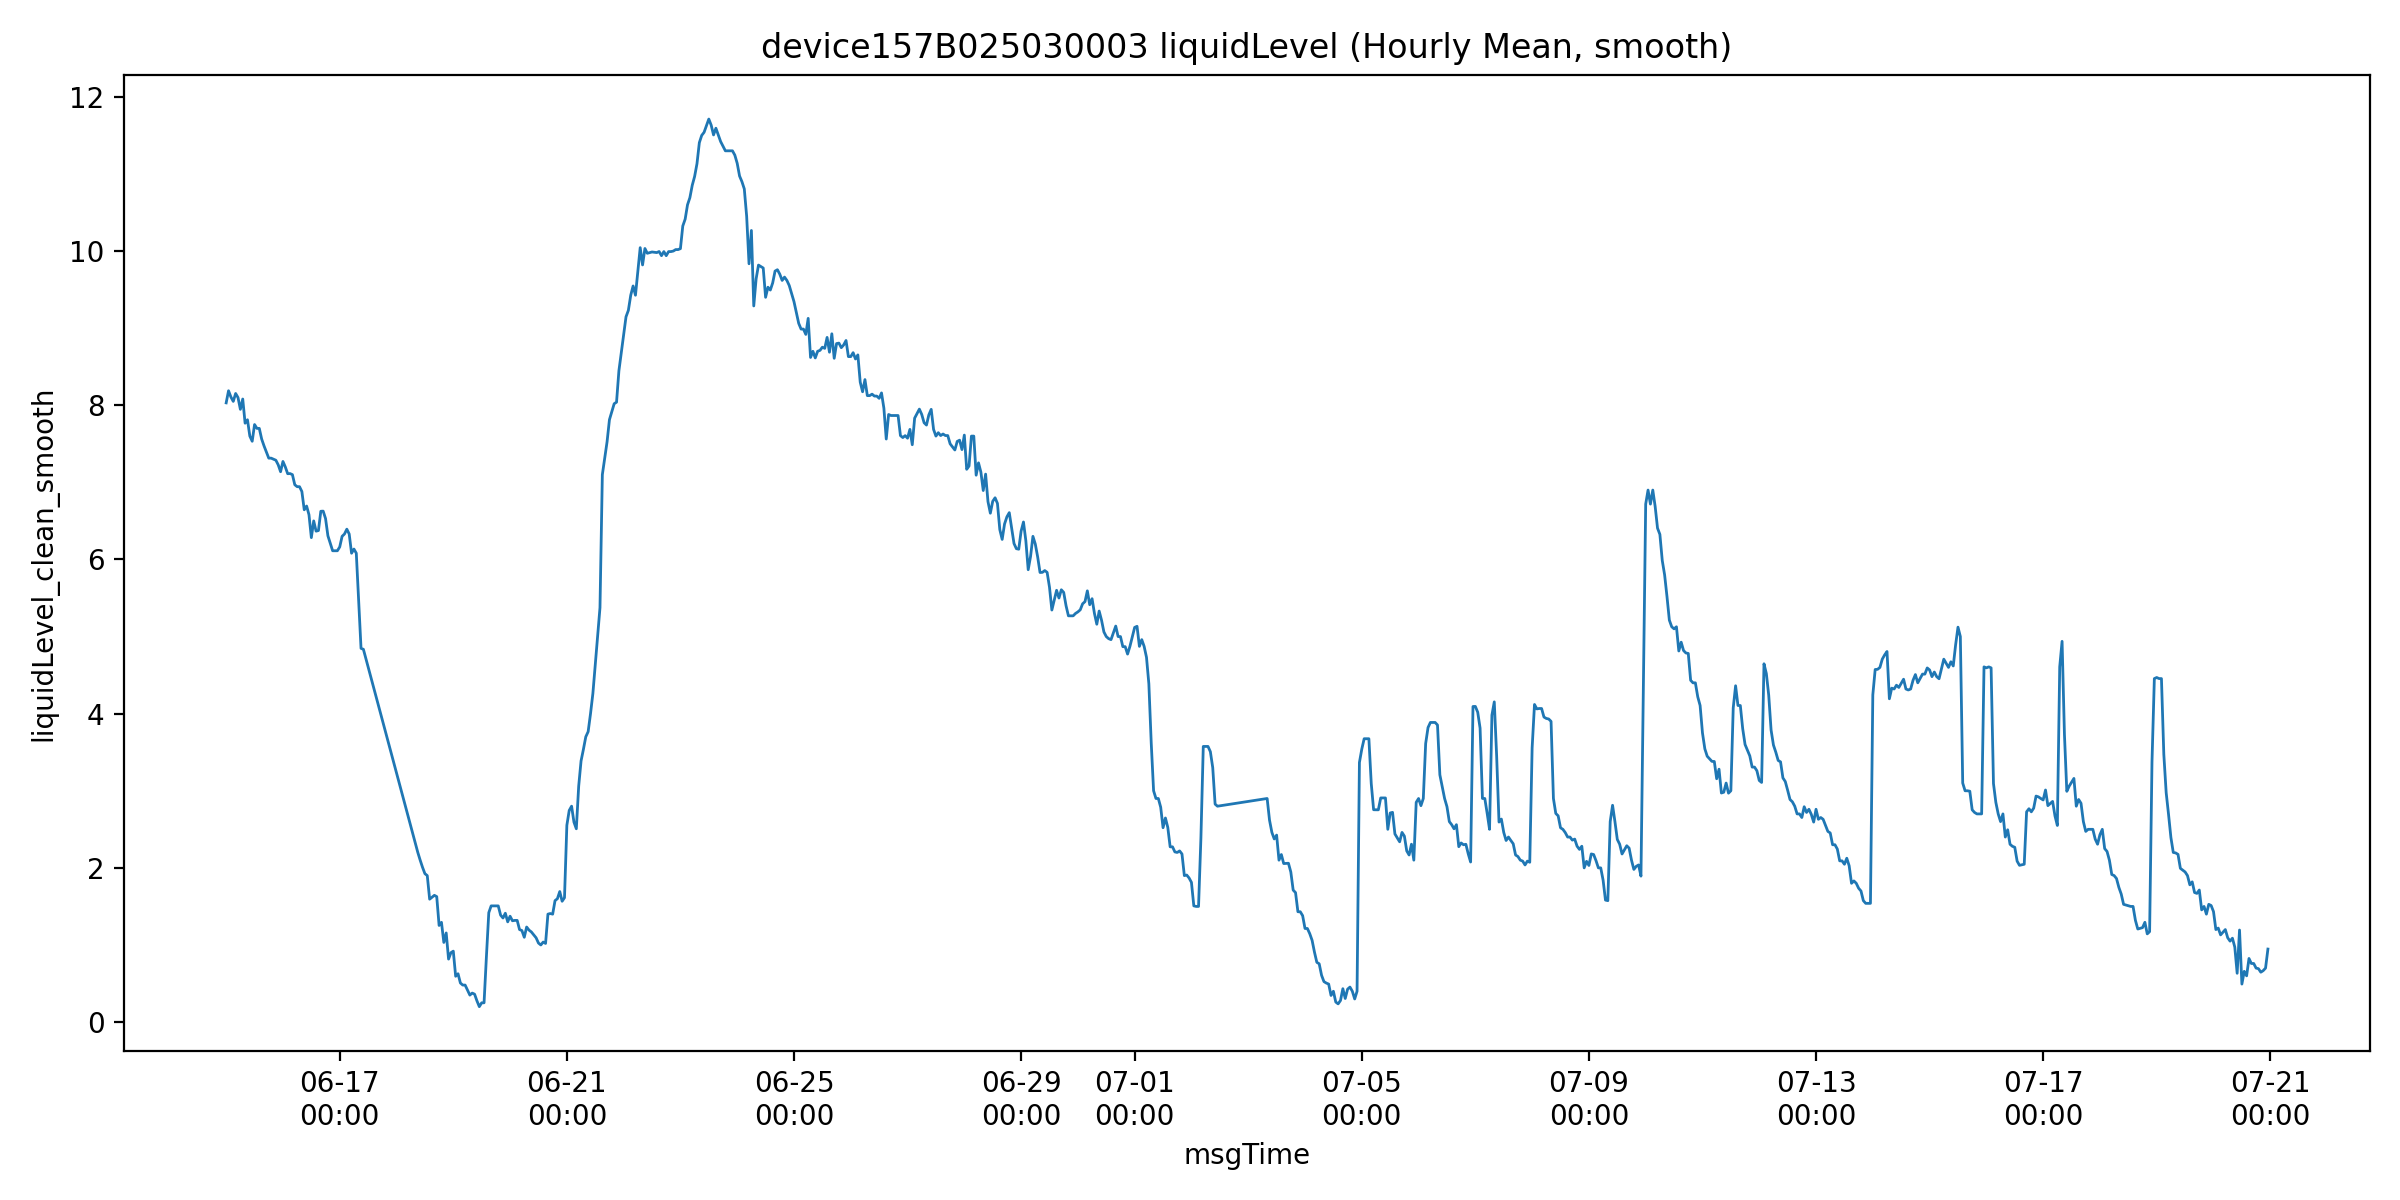 device157B025030003 liquidLevel (Hourly Mean, smooth)
liquidLevel_clean_smooth
12
10
8
6
4
2
0
06-17 06-21 06-25 06-29 07-01 07-05 07-09 07-13 07-17 07-21
00:00 00:00 00:00 00:00 00:00 00:00 00:00 00:00 00:00 00:00
msgTime